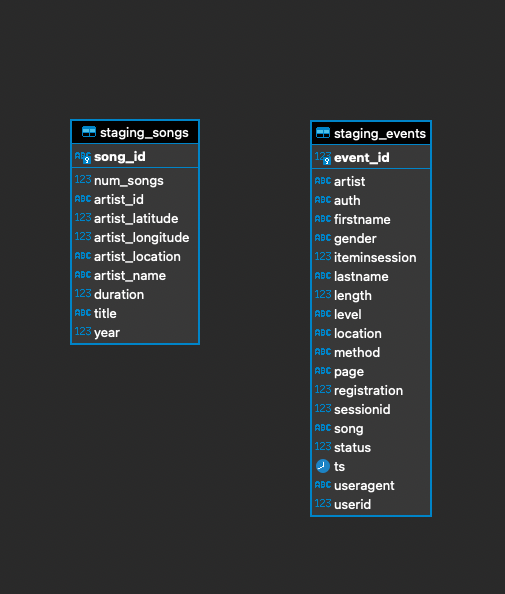 staging_songs
ABC song_id
123 num_songs
ABC artist_id
123 artist_latitude
123 artist_longitude
ABC artist_location
ABC artist_name
123 duration
ABC title
123 year
staging_events
123 event_id
ABC artist
ABC auth
ABC firstname
ABC gender
123 iteminsession
ABC lastname
123 length
ABC level
ABC location
ABC method
ABC page
123 registration
123 sessionid
ABC song
123 status
ts
ABC useragent
123 userid